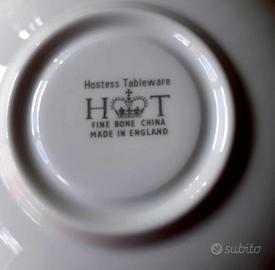 Hostess Tableware
H T
FINE BONE CHINA
MADE IN ENGLAND
subito